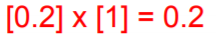 [0.2] x [1] = 0.2